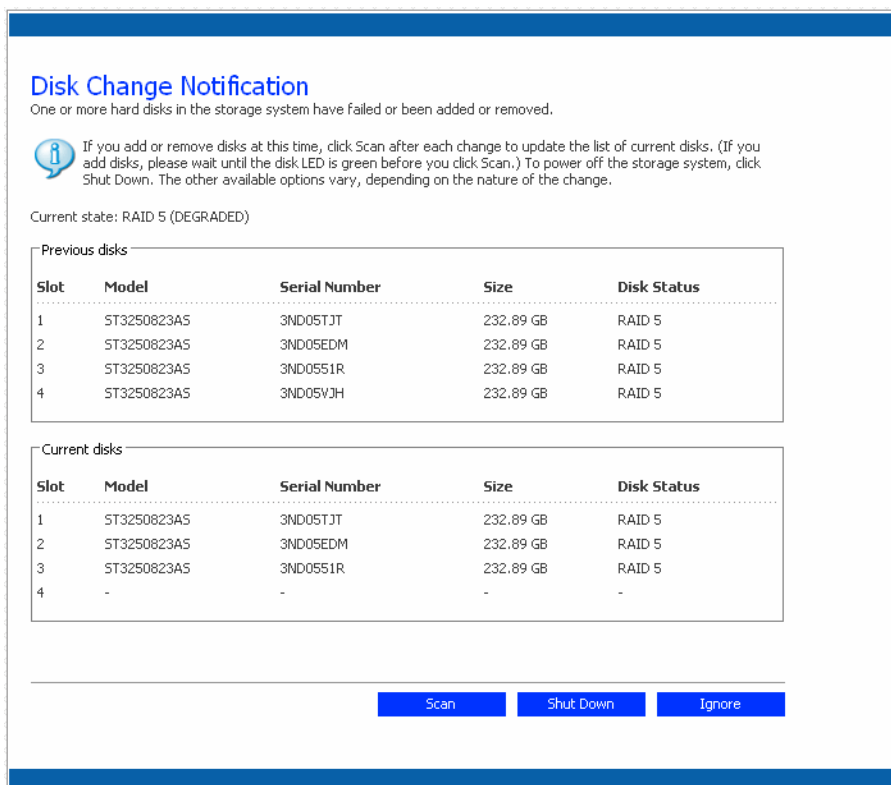 Disk Change Notification
One or more hard disks in the storage system have failed or been added or removed.
If you add or remove disks at this time, click Scan after each change to update the list of current disks. (If you
add disks, please wait until the disk LED is green before you click Scan.) To power off the storage system, click
Shut Down. The other available options vary, depending on the nature of the change.
Current state: RAID 5 (DEGRADED)
Previous disks
Slot Model Serial Number Size Disk Status
1 ST3250823AS 3ND05TJT 232.89 GB RAID 5
2 ST3250823AS 3ND05EDM 232.89 GB RAID 5
3 ST3250823AS 3ND0551R 232.89 GB RAID 5
4 ST3250823AS 3ND05VJH 232.89 GB RAID 5
Current disks
Slot Model Serial Number Size Disk Status
1 ST3250823AS 3ND05TJT 232.89 GB RAID 5
2 ST3250823AS 3ND05EDM 232.89 GB RAID 5
3 ST3250823AS 3ND0551R 232.89 GB RAID 5
4 - - - -
Scan Shut Down Ignore